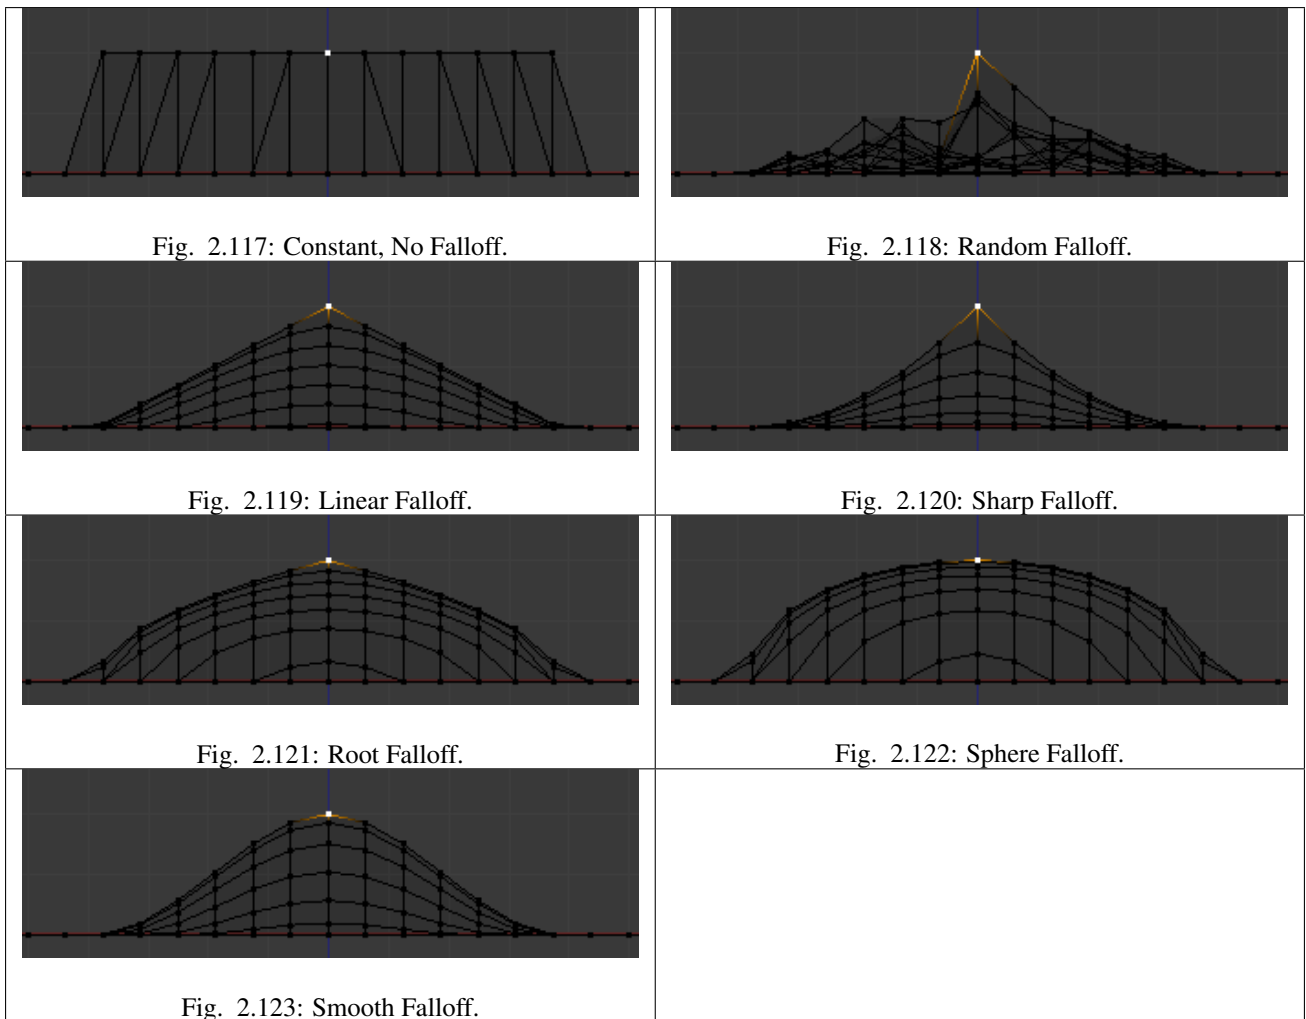 Fig. 2.117: Constant, No Falloff.
Fig. 2.118: Random Falloff.
Fig. 2.119: Linear Falloff.
Fig. 2.120: Sharp Falloff.
Fig. 2.121: Root Falloff.
Fig. 2.122: Sphere Falloff.
Fig. 2.123: Smooth Falloff.